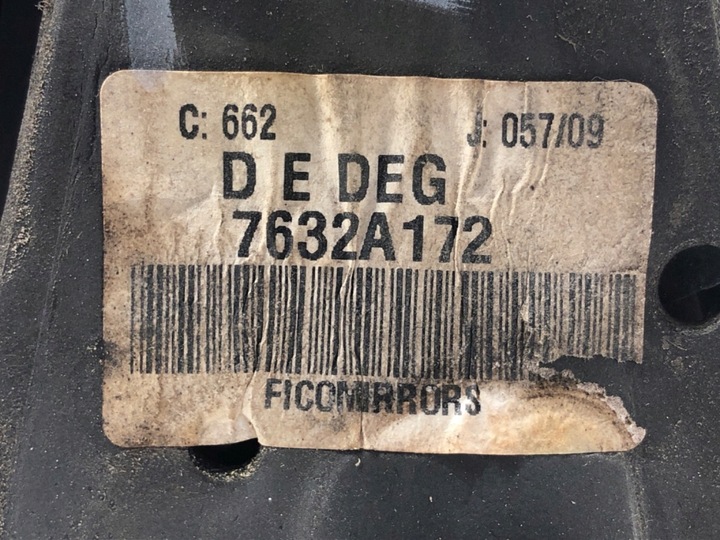 C: 662 J: 057/09
D E DEG
7632A172
FICOMIRRORS